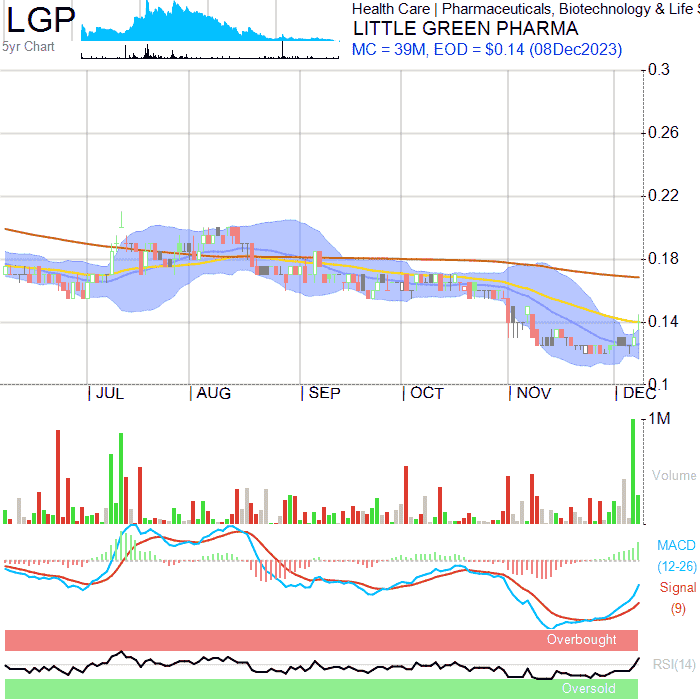 LGP
5yr Chart
Health Care | Pharmaceuticals, Biotechnology & Life S
LITTLE GREEN PHARMA
MC = 39M, EOD = $0.14 (08Dec2023)
0.3
0.26
0.22
0.18
0.14
0.1
JUL AUG SEP OCT NOV DEC
1M
Volume
MACD
(12-26)
Signal
(9)
Overbought
RSI(14)
Oversold